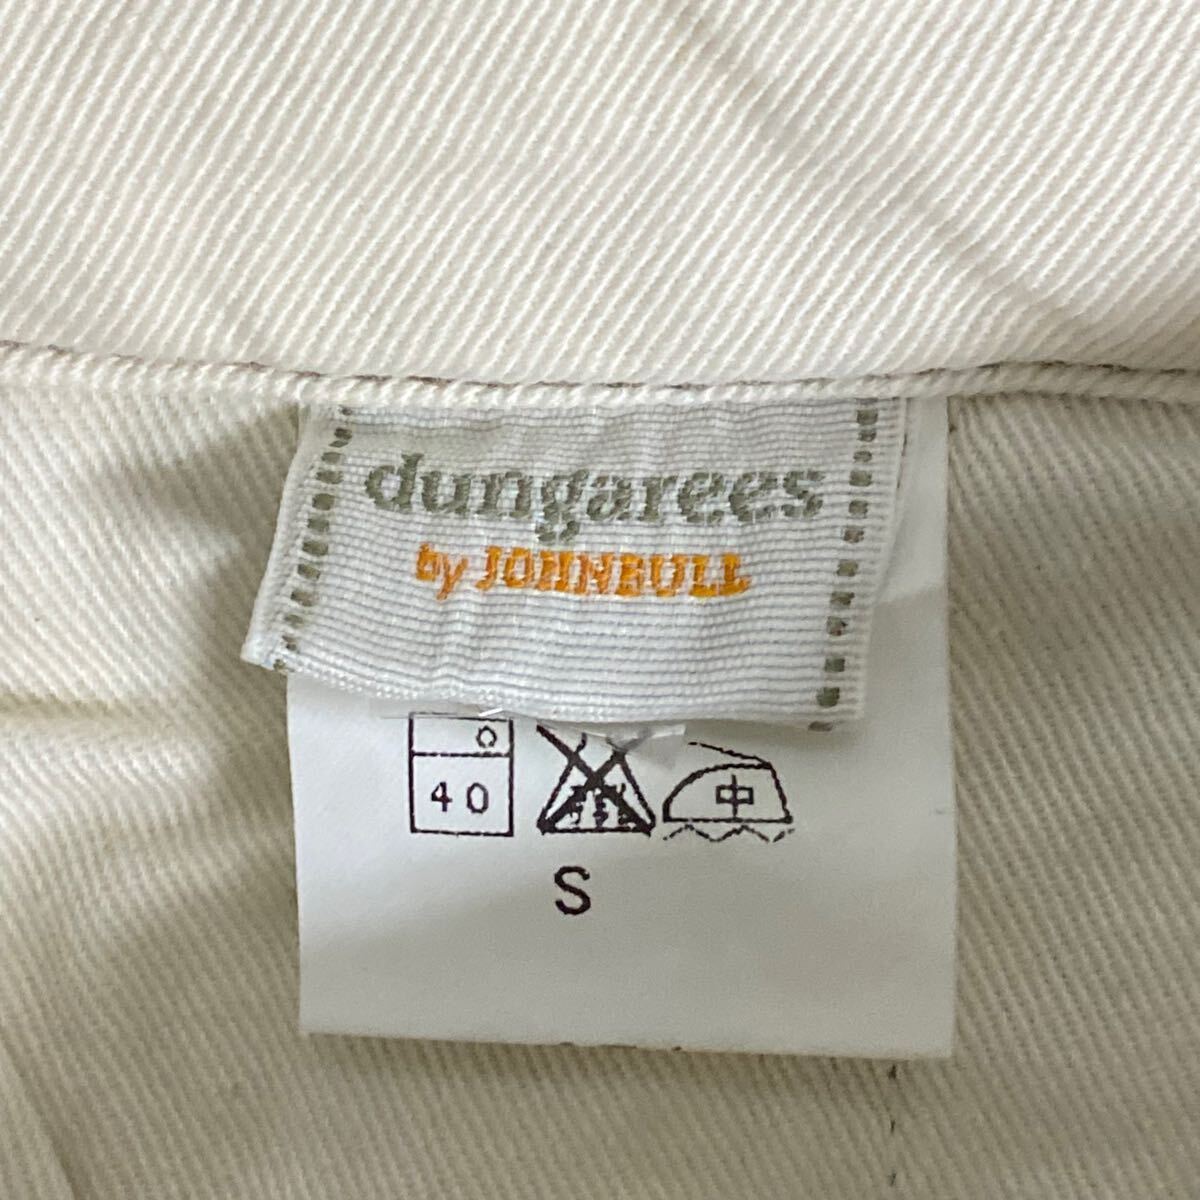 dungarees
by JOHNBULL
40
中
S